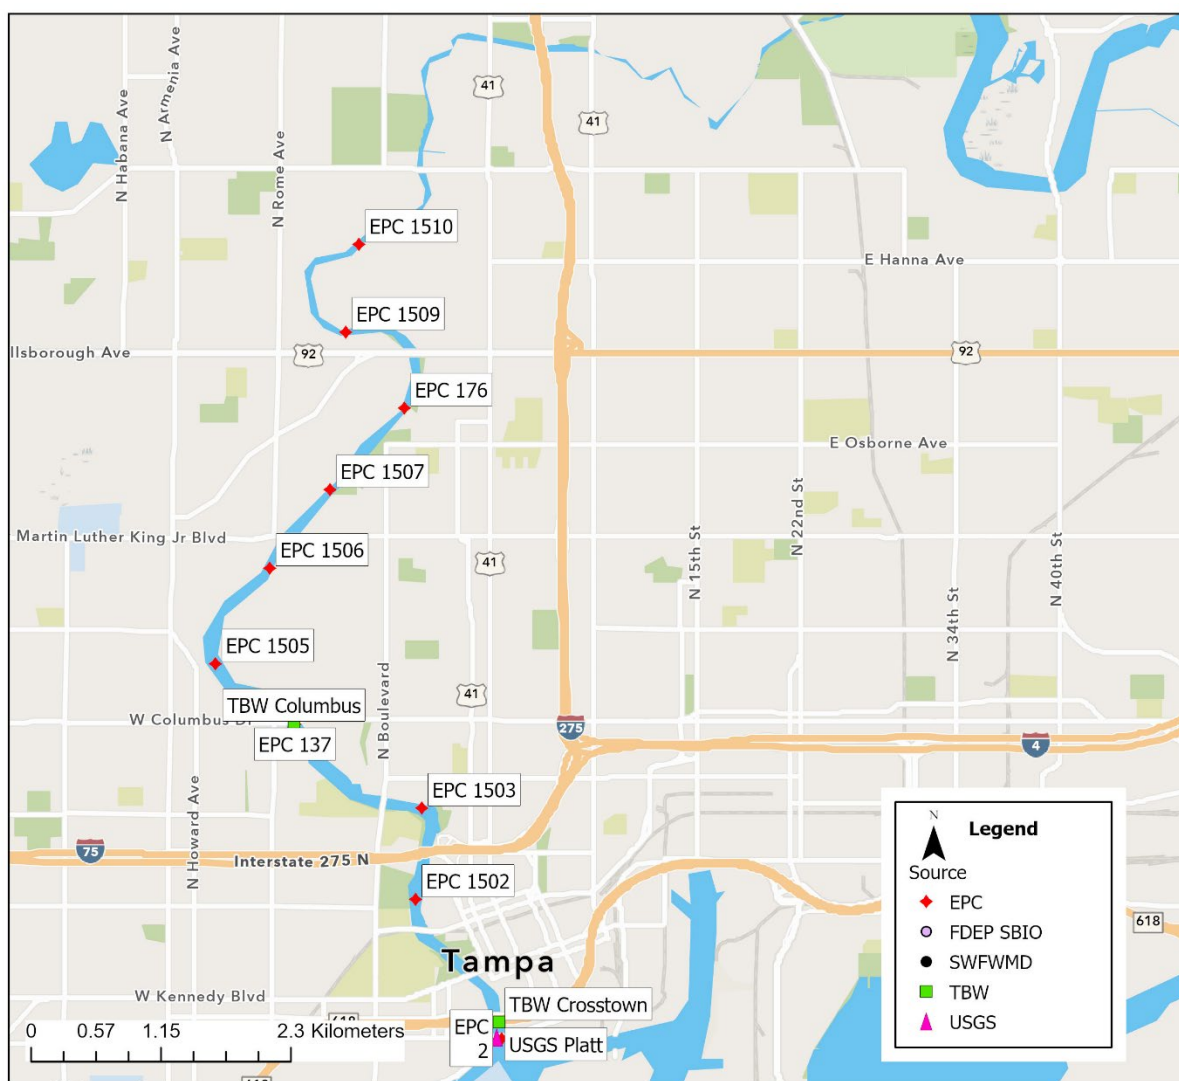 N Armenia Ave
N Habana Ave
N Rome Ave
41
41
EPC 1510
E Hanna Ave
EPC 1509
llsborough Ave
92
92
EPC 176
E Osborne Ave
EPC 1507
Martin Luther King Jr Blvd
N 15th St
N 22nd St
N 40th St
EPC 1506
41
N 34th St
EPC 1505
N Boulevard
TBW Columbus
41
W Columbus D
275
4
EPC 137
EPC 1503
N Howard Ave
75
Interstate 275 N
EPC 1502
618
Tampa
W Kennedy Blvd
TBW Crosstown
618
EPC
2
USGS Platt
0 0.57 1.15 2.3 Kilometers
N
Legend
Source
EPC
FDEP SBIO
SWFWMD
TBW
USGS